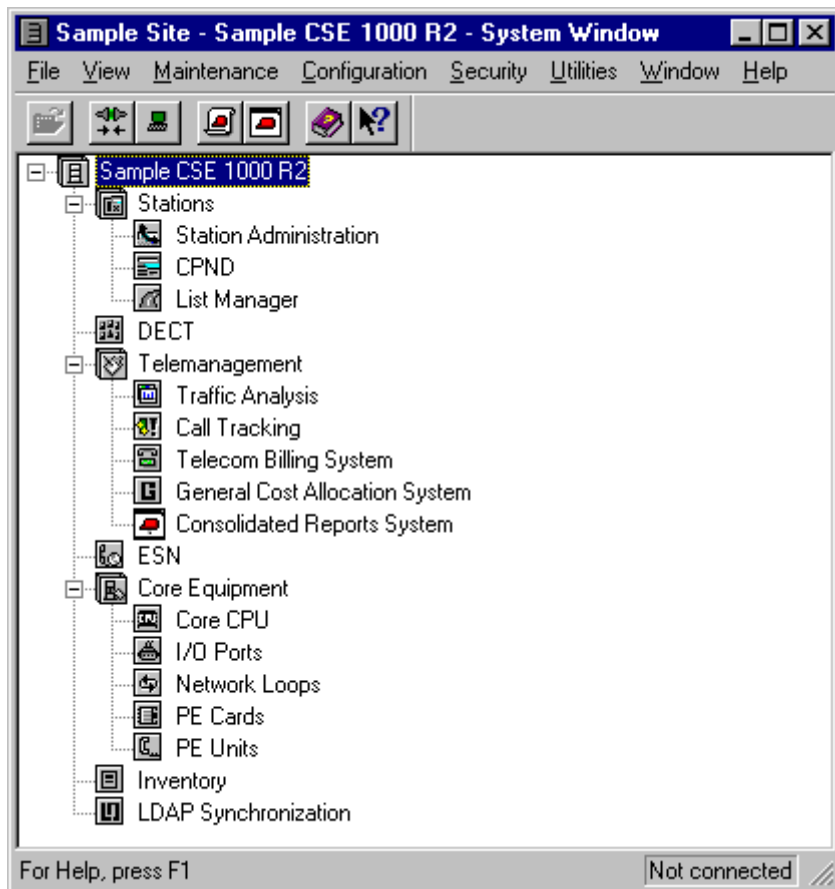 Sample Site - Sample CSE 1000 R2 - System Window
File View Maintenance Configuration Security Utilities Window Help
Sample CSE 1000 R2
Stations
Station Administration
CPND
List Manager
DECT
Telemanagement
Traffic Analysis
Call Tracking
Telecom Billing System
General Cost Allocation System
Consolidated Reports System
ESN
Core Equipment
Core CPU
I/O Ports
Network Loops
PE Cards
PE Units
Inventory
LDAP Synchronization
For Help, press F1 Not connected